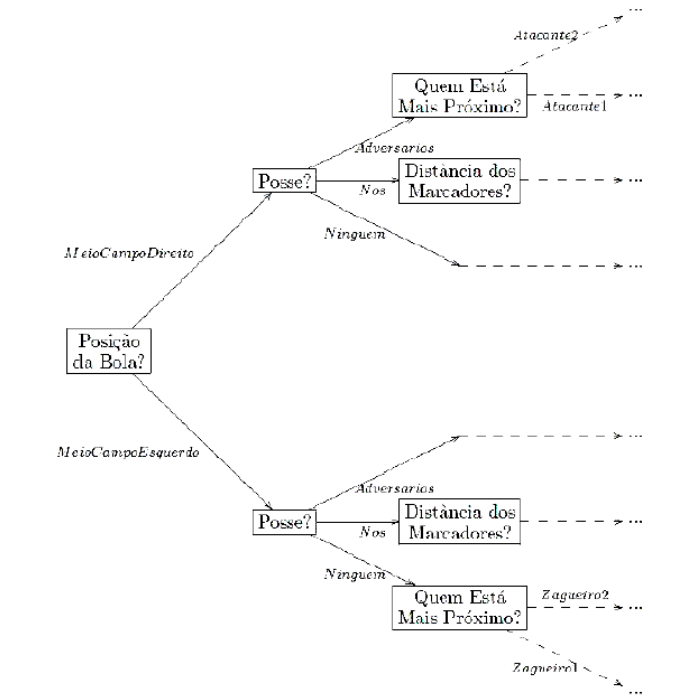 ...
Atacante2
Quem Está
Mais Próximo?
Atacante1
...
Adversarios
Posse?
Nos
Distância dos
Marcadores?
...
Ninguem
...
MeioCampoDireito
Posição
da Bola?
MeioCampoEsquerdo
...
Adversarios
Posse?
Nos
Distância dos
Marcadores?
...
Ninguem
Quem Está
Mais Próximo?
Zagueiro2
...
Zagueiro1
...